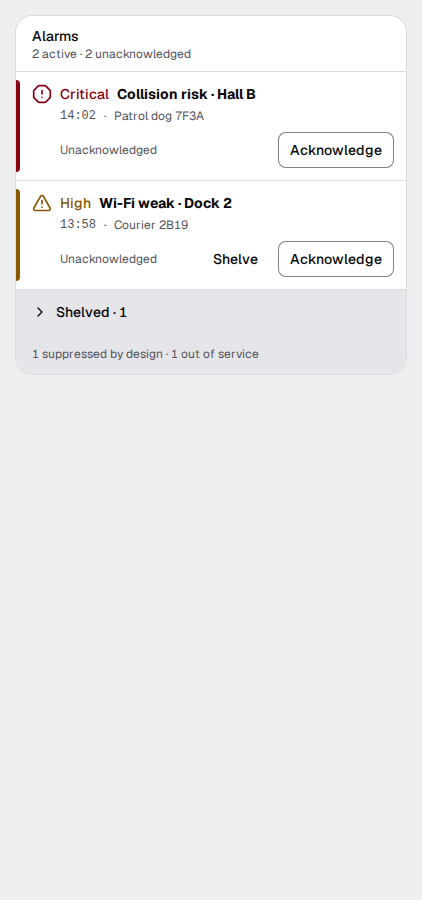 Alarms
2 active · 2 unacknowledged
Critical Collision risk · Hall B
14:02 · Patrol dog 7F3A
Unacknowledged Acknowledge
High Wi-Fi weak · Dock 2
13:58 · Courier 2B19
Unacknowledged Shelve Acknowledge
Shelved · 1
1 suppressed by design · 1 out of service